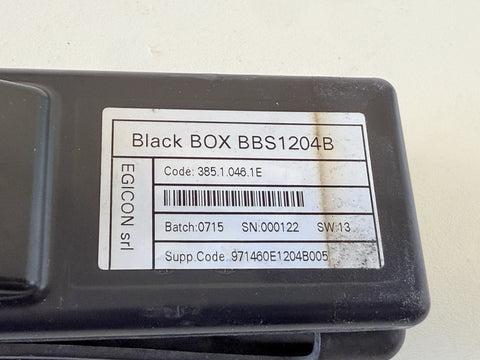 Black BOX BBS1204B
EGICON srl
Code: 385.1.046.1E
Batch:0715 SN:000122 SW:13
Supp.Code: 971460E1204B005